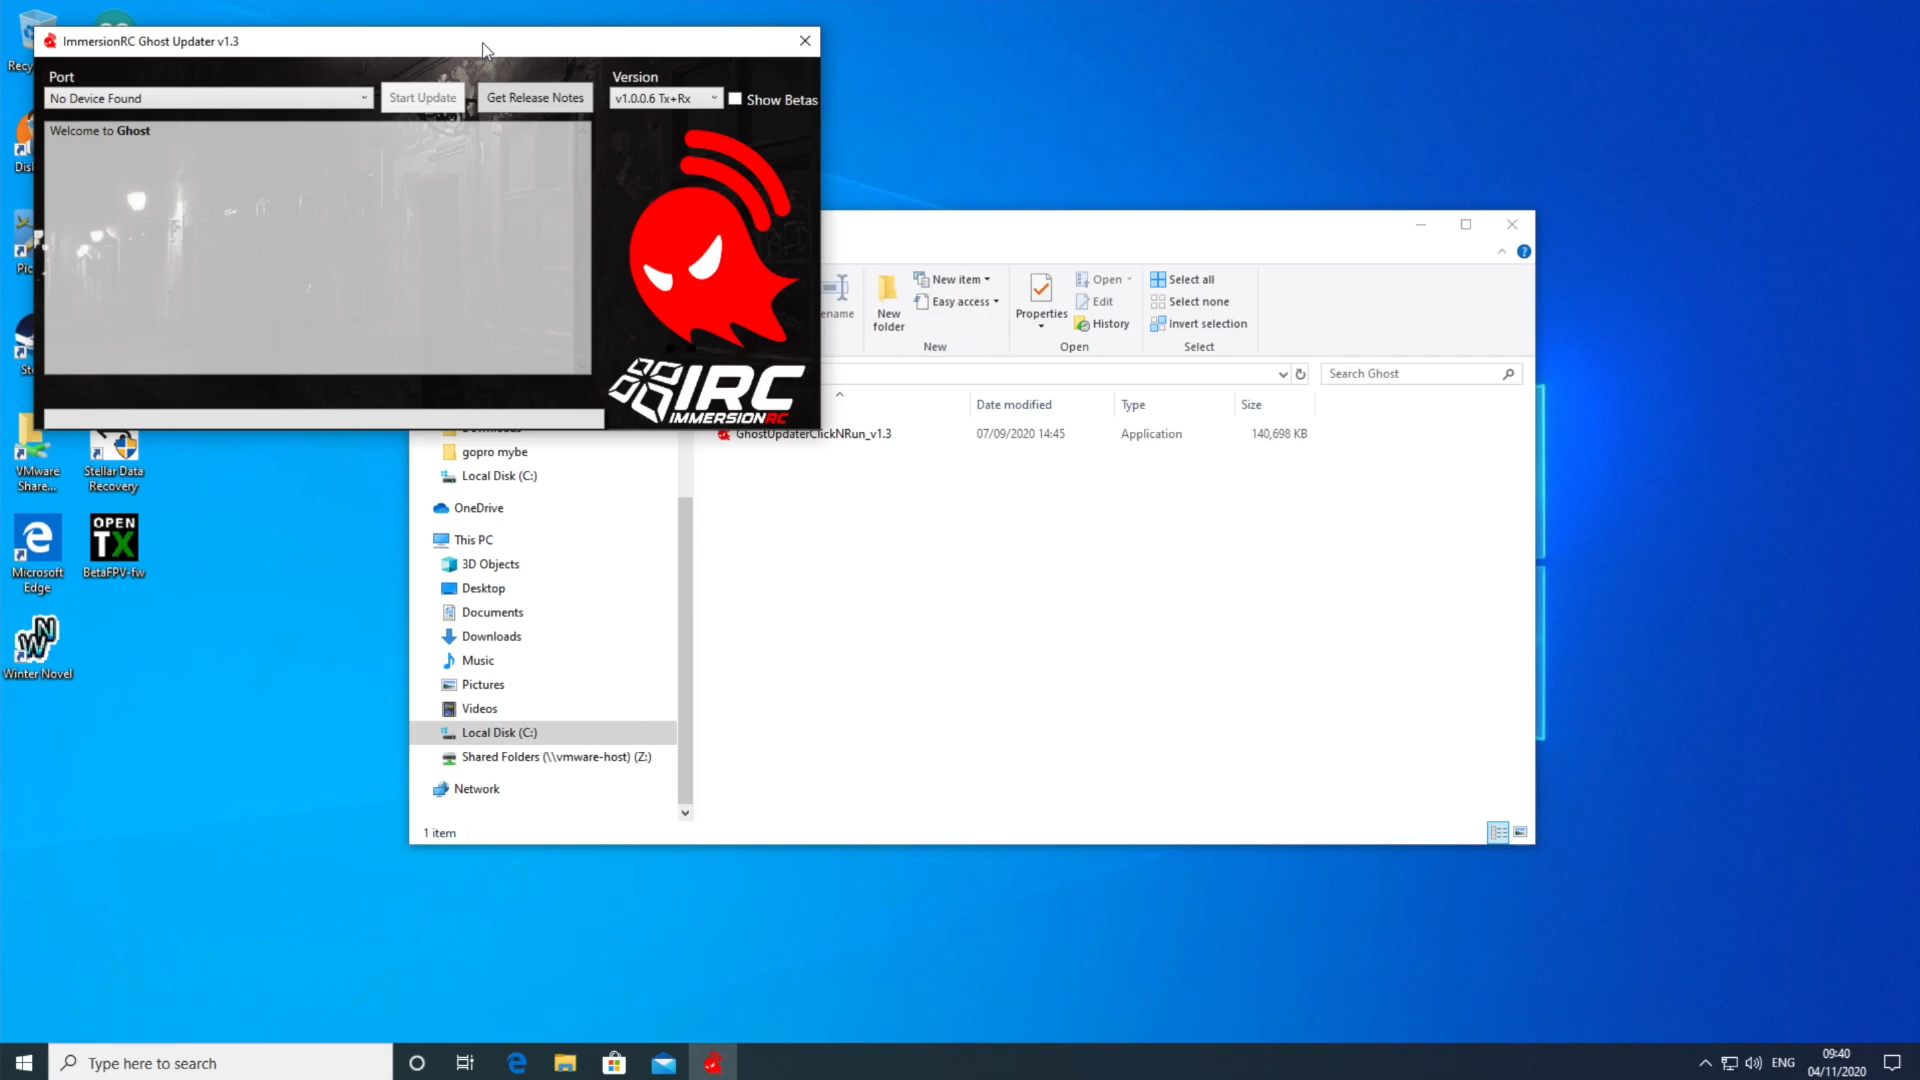 ImmersionRC Ghost Updater v1.3
Port
No Device Found
Start Update
Get Release Notes
Version
v1.0.0.6 Tx+Rx
Show Betas
Welcome to Ghost
IRC
IMMERSIONRC
New item
Easy access
New
folder
New
Properties
Open
Edit
History
Open
Select all
Select none
Invert selection
Select
Search Ghost
Date modified
Type
Size
GhostUpdaterClickNRun_v1.3
07/09/2020 14:45
Application
140,698 KB
gopro mybe
Local Disk (C:)
OneDrive
This PC
3D Objects
Desktop
Documents
Downloads
Music
Pictures
Videos
Local Disk (C:)
Shared Folders (\\vmware-host) (Z:)
Network
1 item
VMware
Share...
Stellar Data
Recovery
Microsoft
Edge
OPEN
TX
BetaFPV-fw
Winter Novel
Type here to search
ENG
09:40
04/11/2020